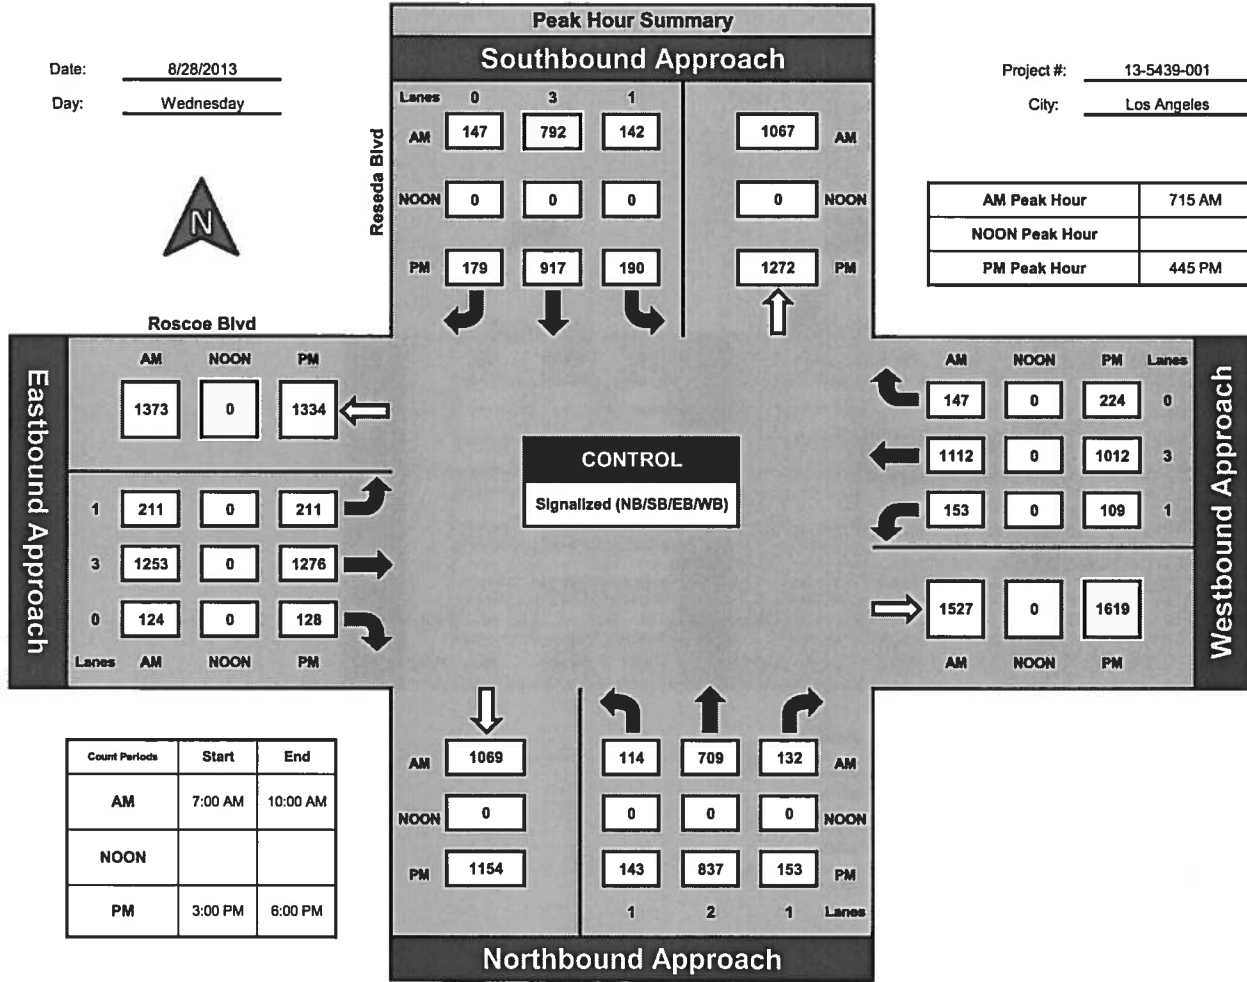 Peak Hour Summary
Southbound Approach
Date: 8/28/2013
Day: Wednesday
Project #: 13-5439-001
City: Los Angeles
N
Reseda Blvd
Lanes 0 3 1
AM 147 792 142 1067 AM
NOON 0 0 0 0 NOON
PM 179 917 190 1272 PM
AM Peak Hour 715 AM
NOON Peak Hour
PM Peak Hour 445 PM
Roscoe Blvd
Eastbound Approach
AM NOON PM
1373 0 1334
1 211 0 211
3 1253 0 1276
0 124 0 128
Lanes AM NOON PM
CONTROL
Signalized (NB/SB/EB/WB)
AM NOON PM Lanes
147 0 224 0
1112 0 1012 3
153 0 109 1
1527 0 1619
AM NOON PM
Westbound Approach
Count Periods Start End
AM 7:00 AM 10:00 AM
NOON
PM 3:00 PM 6:00 PM
AM 1069 114 709 132 AM
NOON 0 0 0 0 NOON
PM 1154 143 837 153 PM
1 2 1 Lanes
Northbound Approach